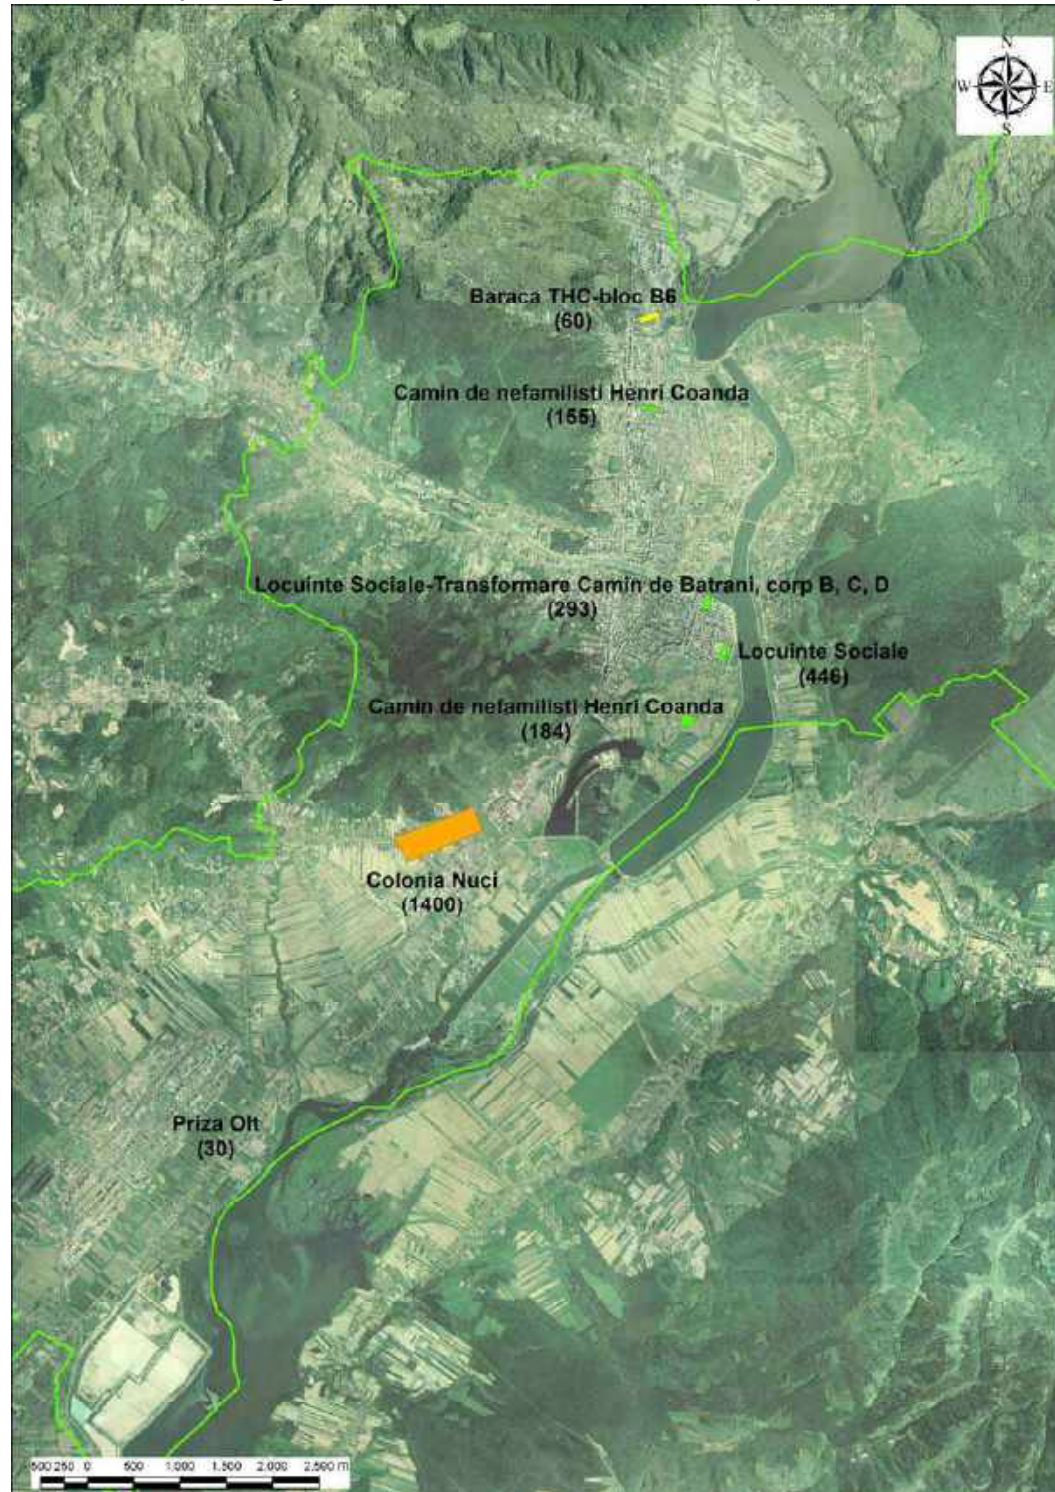 N
W E
S
Baraca THC-bloc B6
(60)
Camin de nefamilisti Henri Coanda
(155)
Locuinte Sociale-Transformare Camin de Batrani, corp B, C, D
(293)
Locuinte Sociale
(446)
Camin de nefamilisti Henri Coanda
(184)
Colonia Nuci
(1400)
Priza Olt
(30)
500 250 0 500 1,000 1,500 2,000 2,500 m